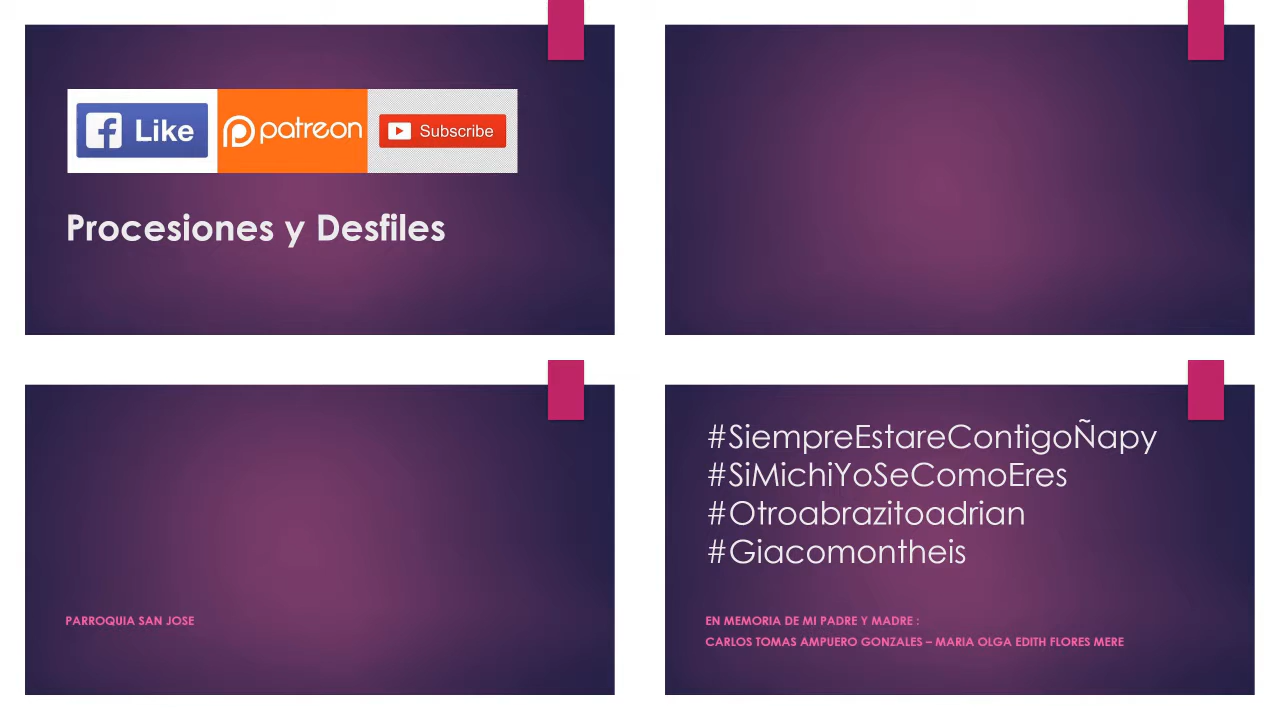 Like
patreon
Subscribe
Procesiones y Desfiles
PARROQUIA SAN JOSE
#SiempreEstareContigoÑapy
#SiMichiYoSeComoEres
#Otroabrazitoadrian
#Giacomontheis
EN MEMORIA DE MI PADRE Y MADRE :
CARLOS TOMAS AMPUERO GONZALES – MARIA OLGA EDITH FLORES MERE